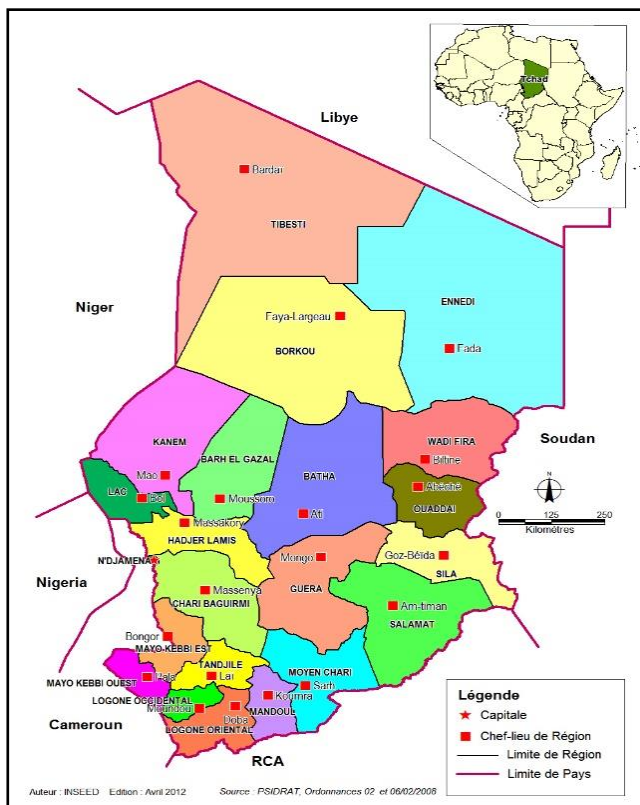 Tchad
Libye
Bardaï
TIBESTI
Niger
ENNEDI
Faya-Largeau
Fada
BORKOU
KANEM
BARH EL GAZAL
WADI FIRA
Soudan
Biltine
Mao
BATHA
LAC
Bol
Moussoro
Abéché
OUADDAI
Ati
Massakory
HADJER LAMIS
0 125 250
Kilométres
N'DJAMENA
Mongo
Goz-Béïda
SILA
Nigeria
Massenya
GUERA
CHARI BAGUIRMI
Am-timan
SALAMAT
Bongor
MAYO-KEBBI EST
TANDJILE
MOYEN CHARI
Pala
Laï
MAYO KEBBI OUEST
Sarh
LOGONE OCCIDENTAL
Koumra
Moundou
Doba
MANDOUL
Cameroun
LOGONE ORIENTAL
RCA
Légende
Capitale
Chef-lieu de Région
Limite de Région
Limite de Pays
Auteur : INSEED Edition : Avril 2012 Source : PSIDRAT, Ordonnances 02 et 06/02/2008